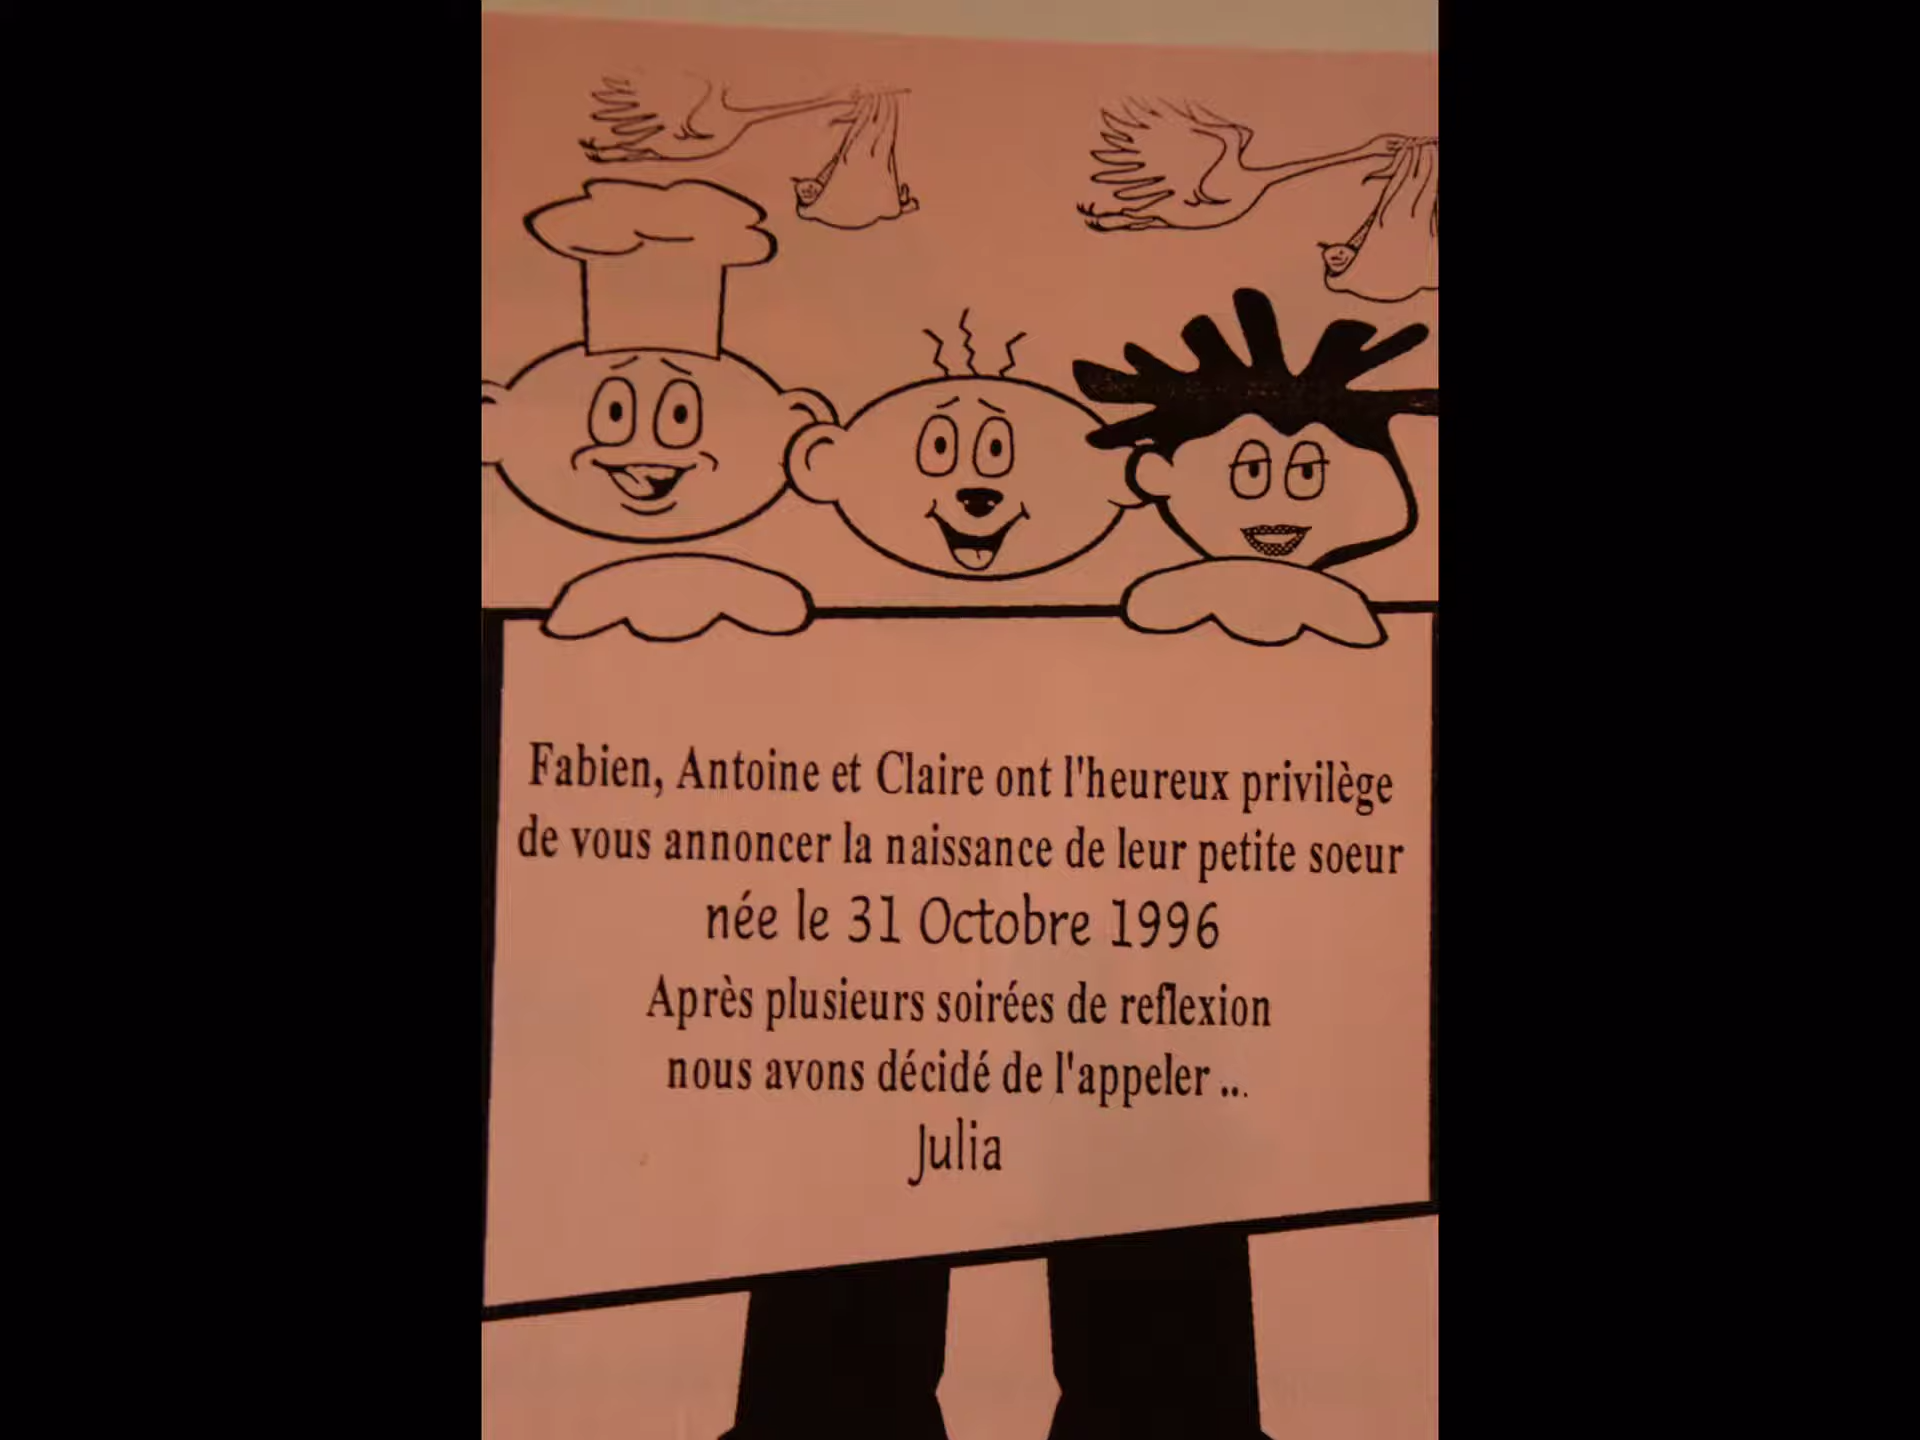 Fabien, Antoine et Claire ont l'heureux privilège
de vous annoncer la naissance de leur petite soeur
née le 31 Octobre 1996
Après plusieurs soirées de reflexion
nous avons décidé de l'appeler ...
Julia